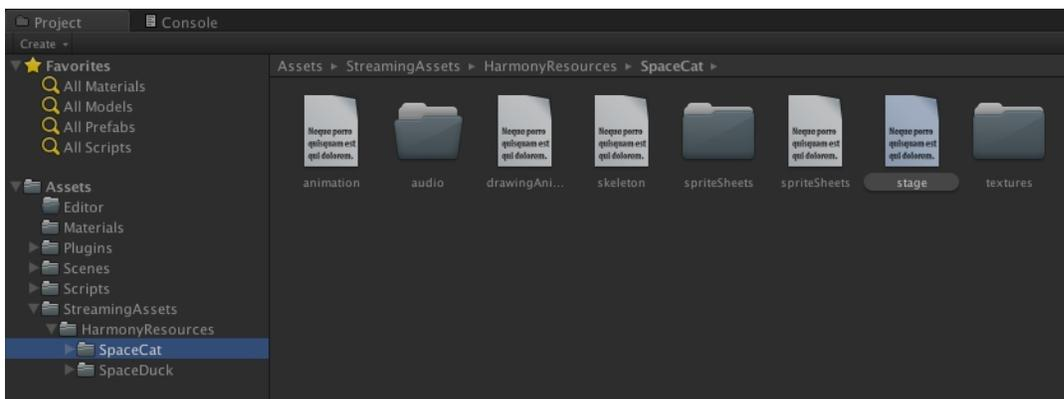 Project
Console
Create
Favorites
All Materials
All Models
All Prefabs
All Scripts
Assets
Editor
Materials
Plugins
Scenes
Scripts
StreamingAssets
HarmonyResources
SpaceCat
SpaceDuck
Assets StreamingAssets HarmonyResources SpaceCat
Neque porro
quisquam est
qui dolorem.
Neque porro
quisquam est
qui dolorem.
Neque porro
quisquam est
qui dolorem.
Neque porro
quisquam est
qui dolorem.
Neque porro
quisquam est
qui dolorem.
animation audio drawingAni... skeleton spriteSheets spriteSheets stage textures